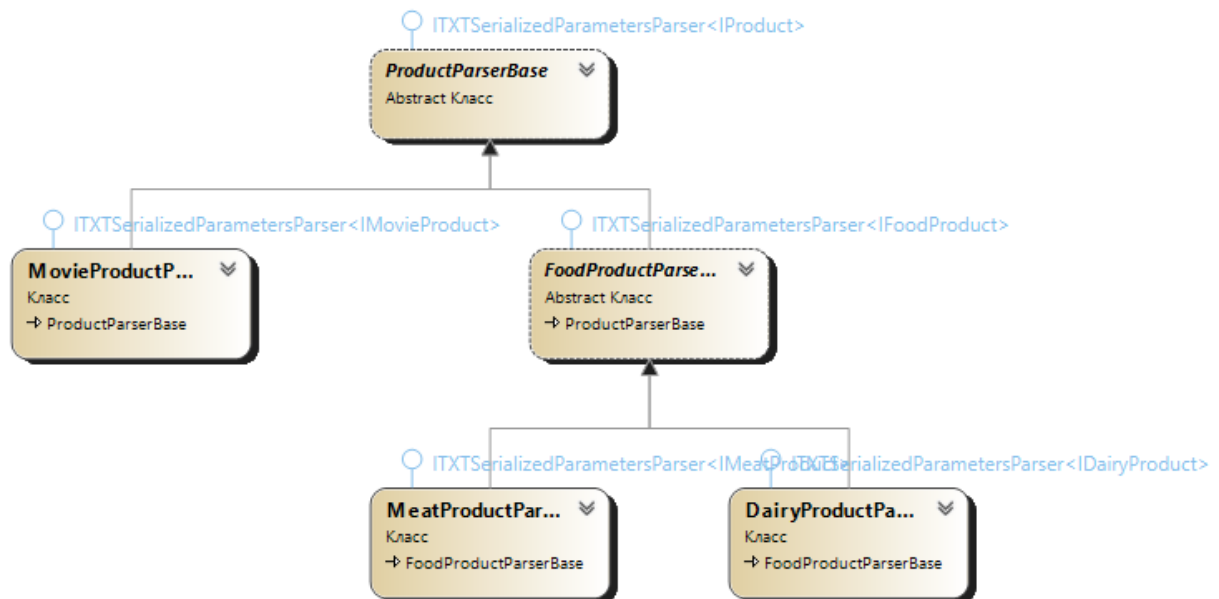 ITXTSerializedParametersParser<IProduct>
ProductParserBase
Abstract Класс
ITXTSerializedParametersParser<IMovieProduct>
ITXTSerializedParametersParser<IFoodProduct>
MovieProductP...
Класс
ProductParserBase
FoodProductParse...
Abstract Класс
ProductParserBase
ITXTSerializedParametersParser<IMeatProduct>
ITXTSerializedParametersParser<IDairyProduct>
MeatProductPar...
Класс
FoodProductParserBase
DairyProductPa...
Класс
FoodProductParserBase